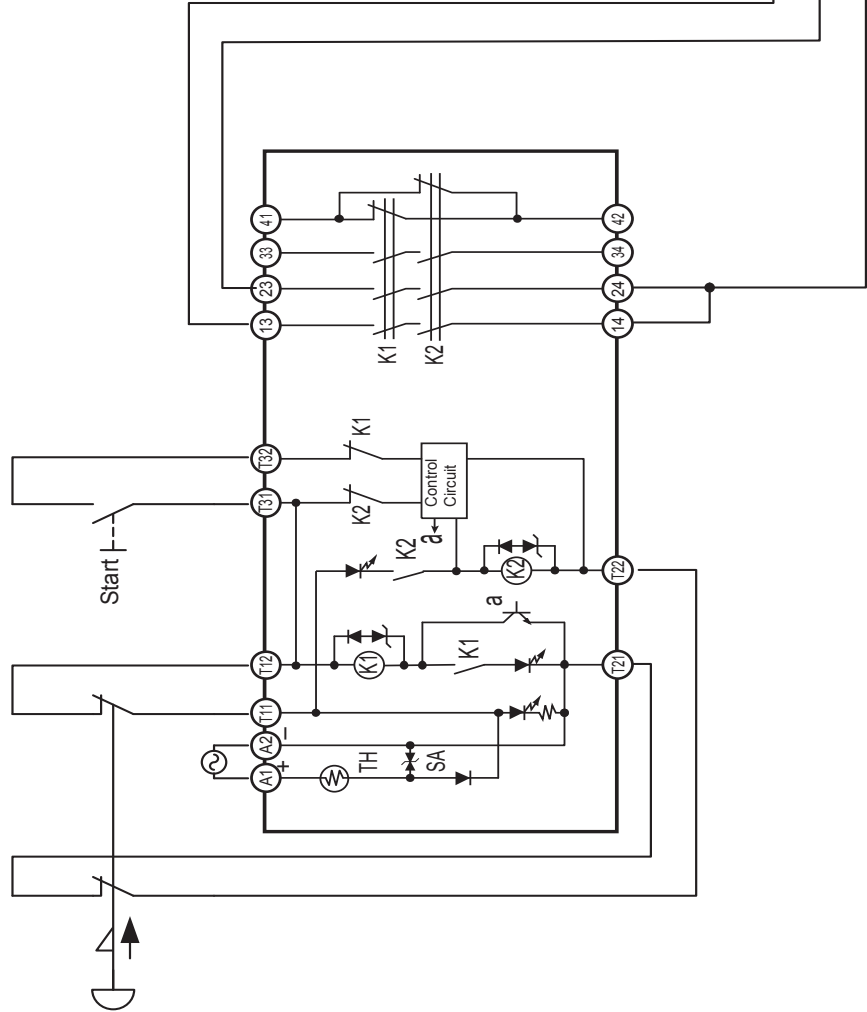 41
33
23
13
42
34
24
14
K1
K2
T32
T31
K1
K2
Control
Circuit
a
Start
K2
K2
T22
a
T12
K1
K1
T21
T11
A2
−
A1
+
TH
SA